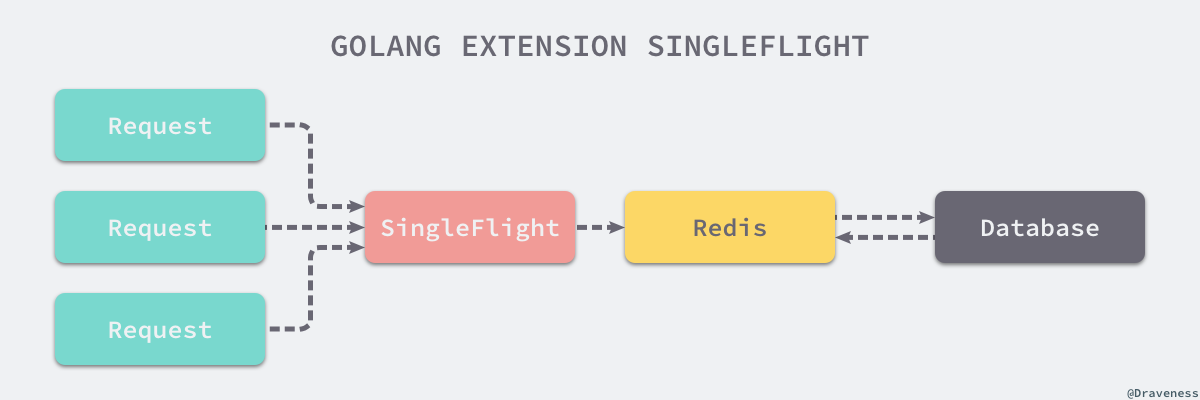 GOLANG EXTENSION SINGLEFLIGHT
Request
Request
Request
SingleFlight
Redis
Database
@Draveness